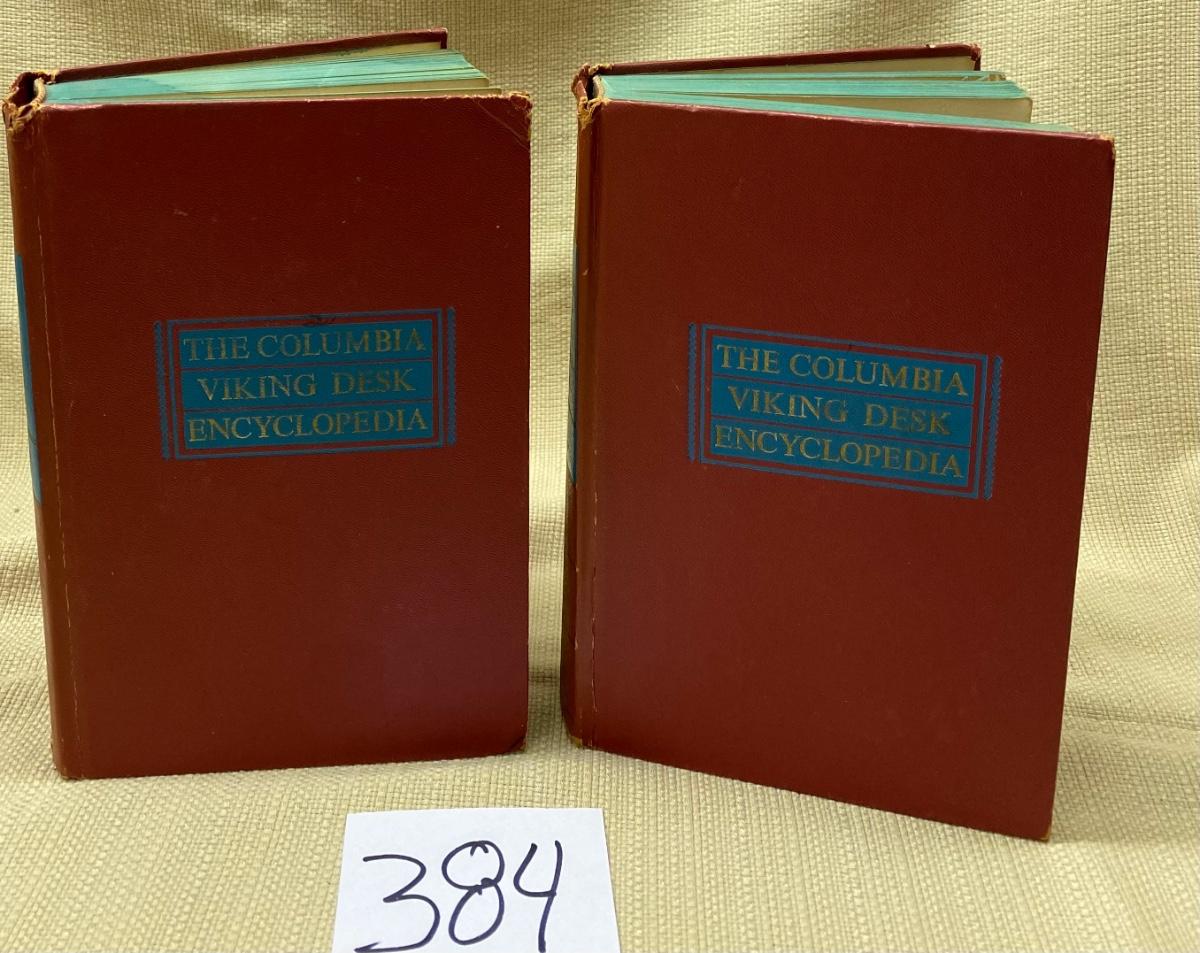 THE COLUMBIA
VIKING DESK
ENCYCLOPEDIA
THE COLUMBIA
VIKING DESK
ENCYCLOPEDIA
384